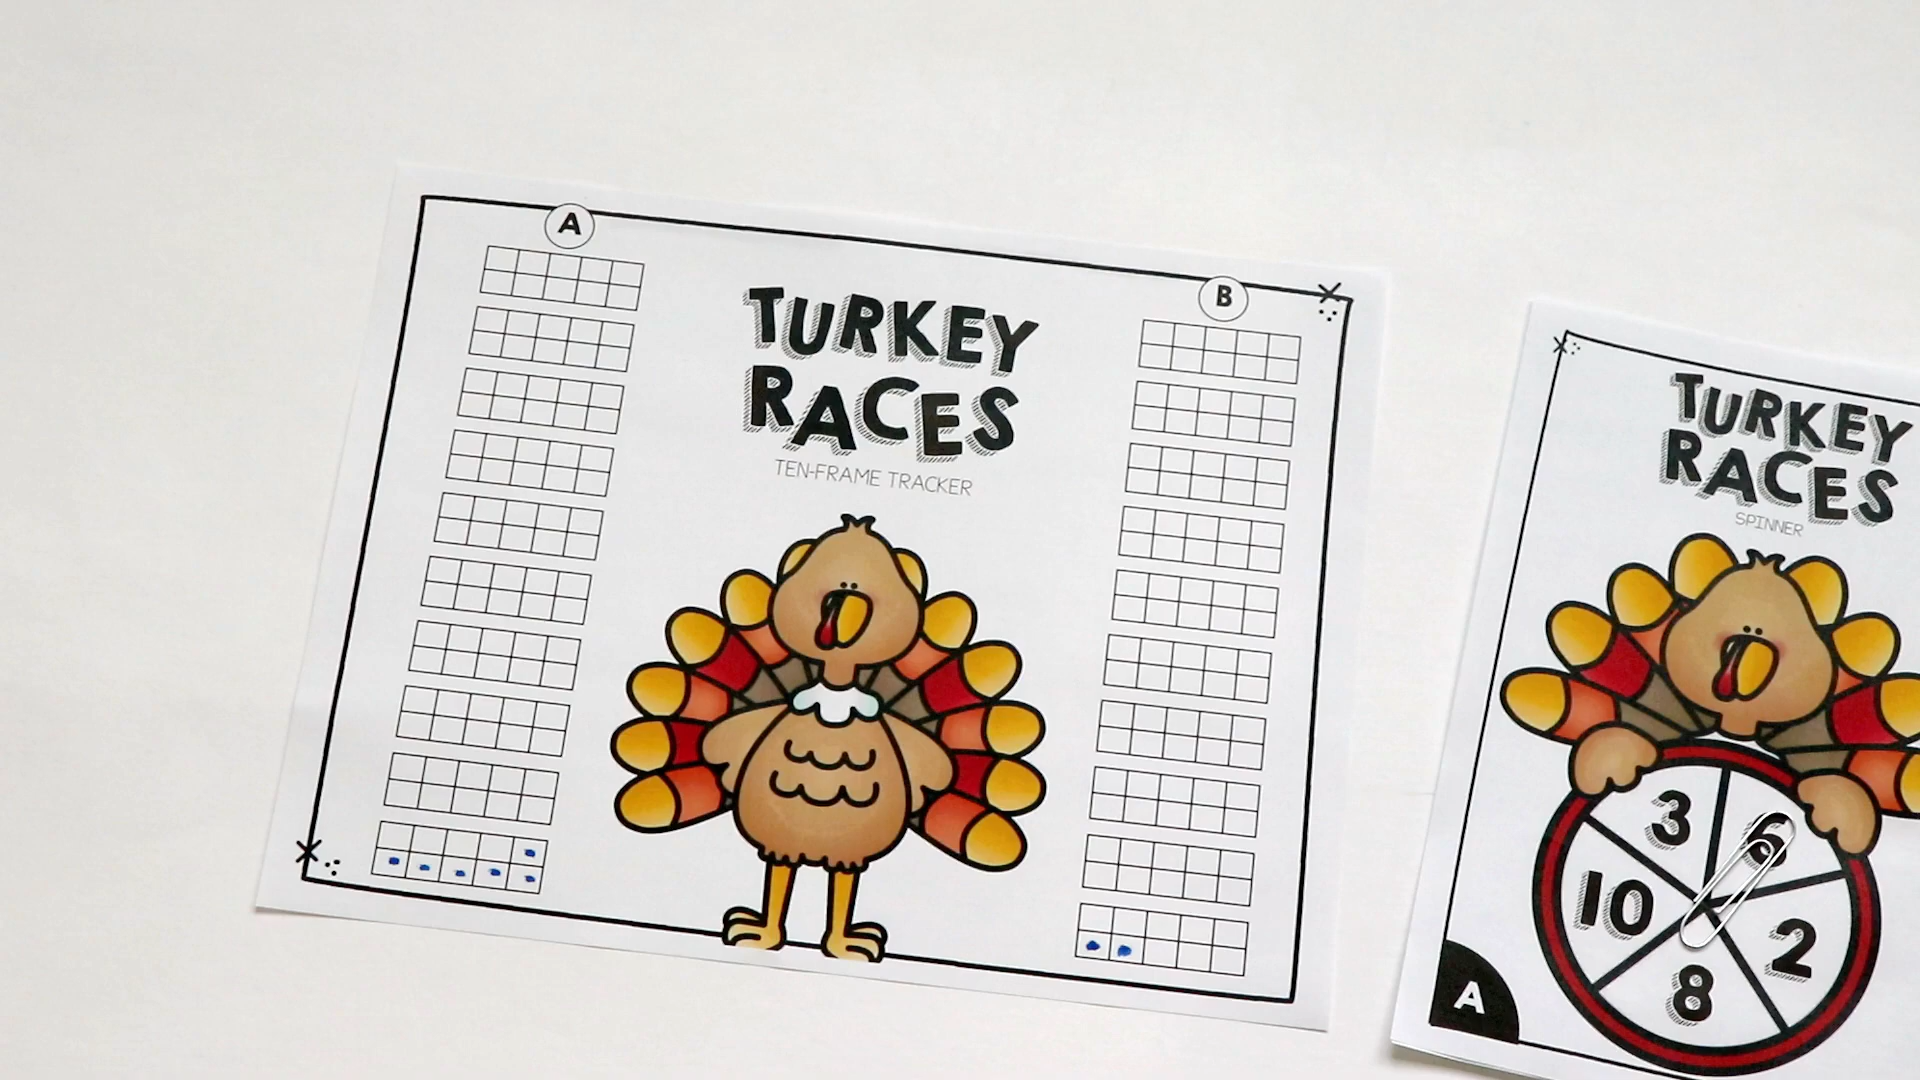 A
B
TURKEY
RACES
TEN-FRAME TRACKER
TURKEY
RACES
SPINNER
3
6
10
2
8
A